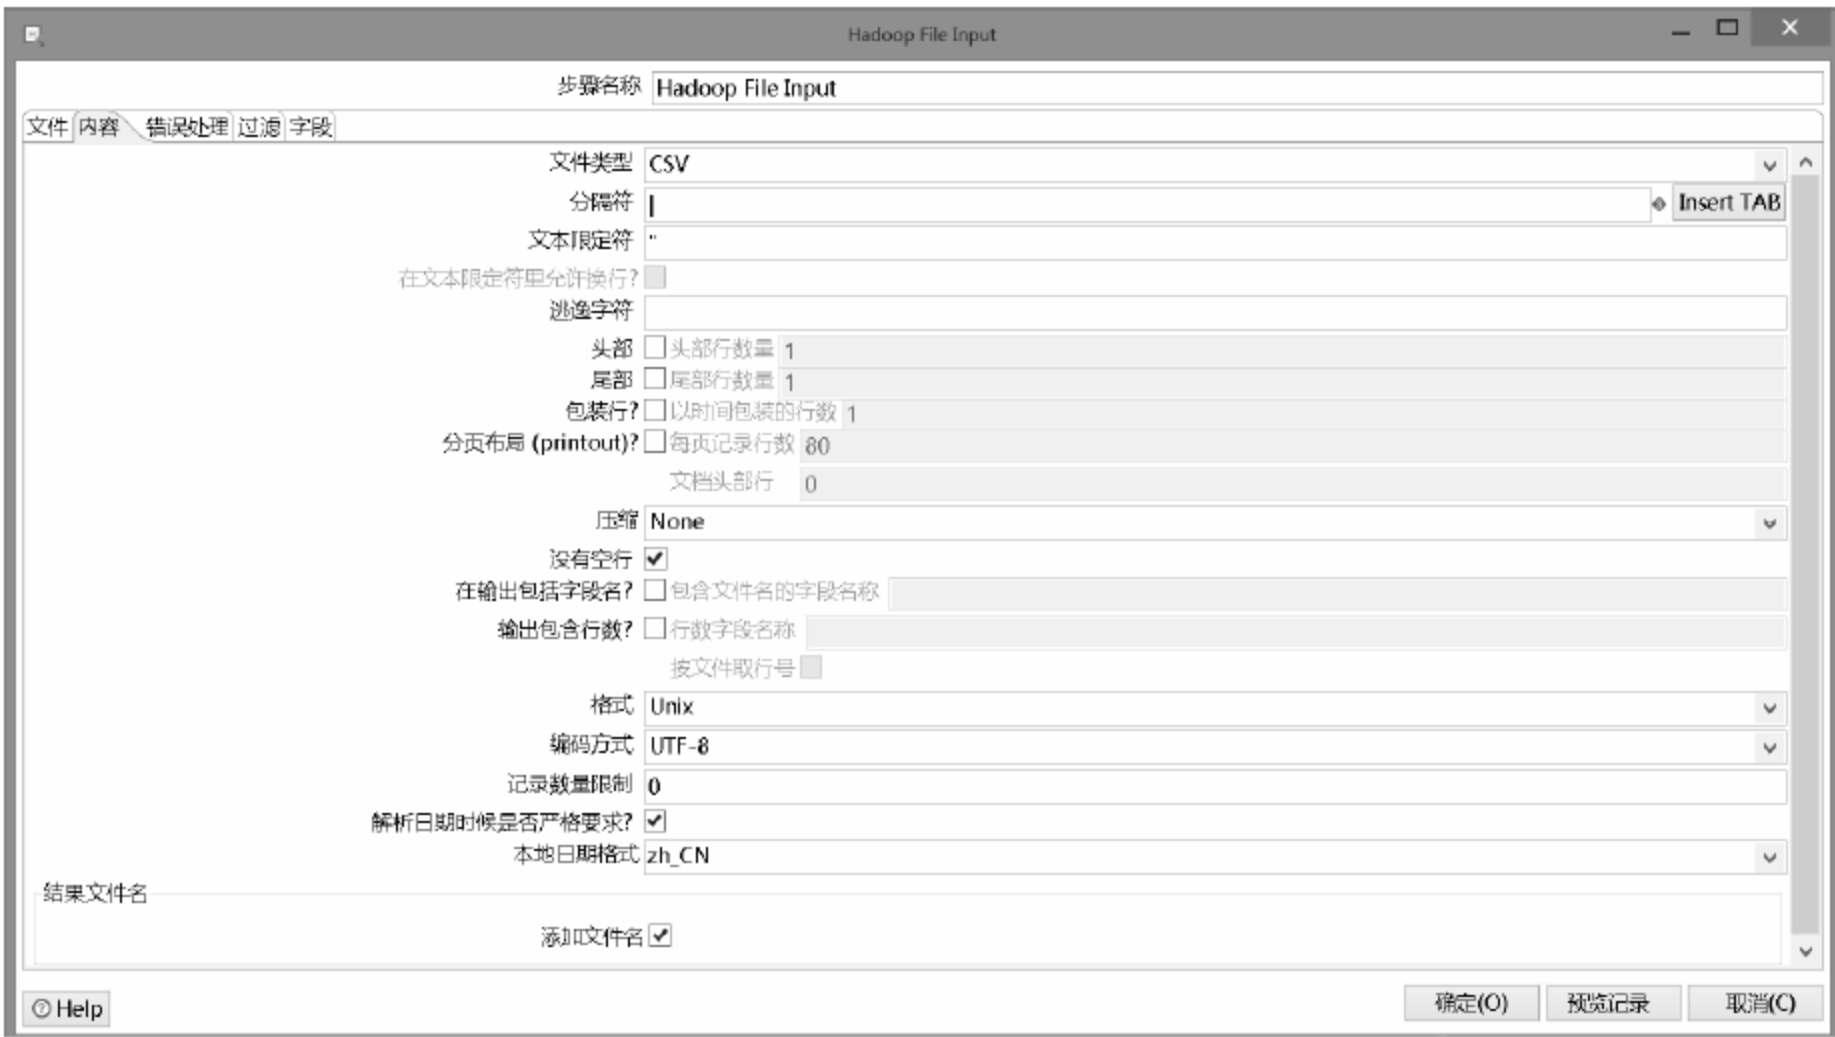 Hadoop File Input
步骤名称 Hadoop File Input
文件 内容 错误处理 过滤 字段
文件类型 CSV
分隔符 | Insert TAB
文本限定符 "
在文本限定符里允许换行?
逃逸字符
头部 头部行数量 1
尾部 尾部行数量 1
包装行? 以时间包装的行数 1
分页布局 (printout)? 每页记录行数 80
文档头部行 0
压缩 None
没有空行
在输出包括字段名? 包含文件名的字段名称
输出包含行数? 行数字段名称
按文件取行号
格式 Unix
编码方式 UTF-8
记录数量限制 0
解析日期时候是否严格要求?
本地日期格式 zh_CN
结果文件名
添加文件名
Help 确定(O) 预览记录 取消(C)